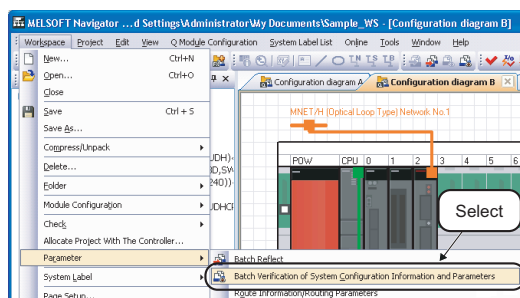 MELSOFT Navigator ...d Settings\Administrator\My Documents\Sample_WS - [Configuration diagram B]
Workspace Project Edit View Q Module Configuration System Label List Online Tools Window Help
New... Ctrl+N
Open... Ctrl+O
Close
Save Ctrl + S
Save As...
Compress/Unpack
Delete...
Folder
Module Configuration
Check
Allocate Project With The Controller...
Parameter
System Label
Page Setup...
Configuration diagram A
Configuration diagram B
MNET/H (Optical Loop Type) Network No.1
POW CPU 0 1 2 3 4 5 6
Select
Batch Reflect
Batch Verification of System Configuration Information and Parameters
Route Information/Routing Parameters